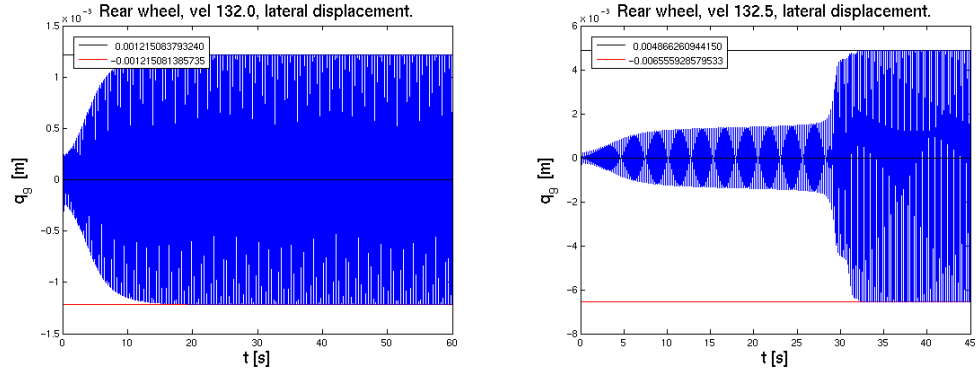 Rear wheel, vel 132.0, lateral displacement.
x 10⁻³
1.5
1
0.5
0
−0.5
−1
−1.5
q₉ [m]
0.001215083793240
−0.001215081385735
0 10 20 30 40 50 60
t [s]
Rear wheel, vel 132.5, lateral displacement.
x 10⁻³
6
4
2
0
−2
−4
−6
−8
q₉ [m]
0.004866260944150
−0.006555928579533
0 5 10 15 20 25 30 35 40 45
t [s]